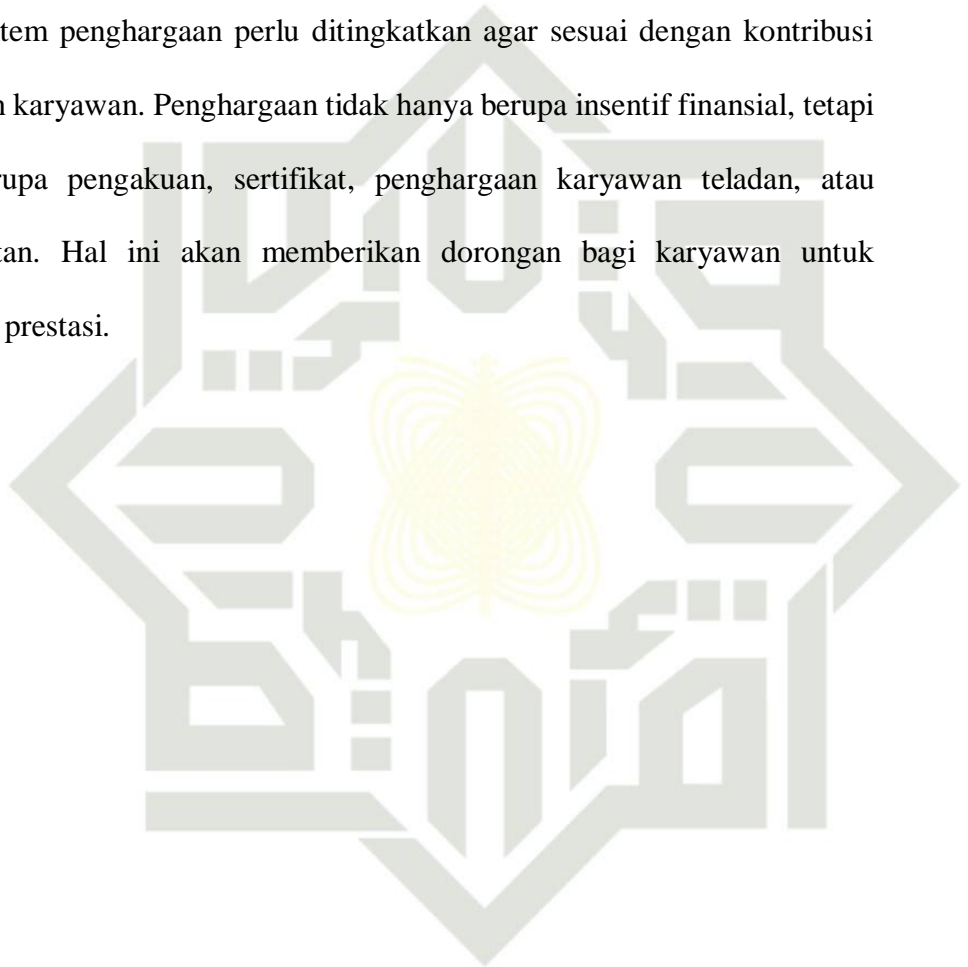 tem penghargaan perlu ditingkatkan agar sesuai dengan kontribusi
n karyawan. Penghargaan tidak hanya berupa insentif finansial, tetapi
rupa pengakuan, sertifikat, penghargaan karyawan teladan, atau
tan. Hal ini akan memberikan dorongan bagi karyawan untuk
prestasi.